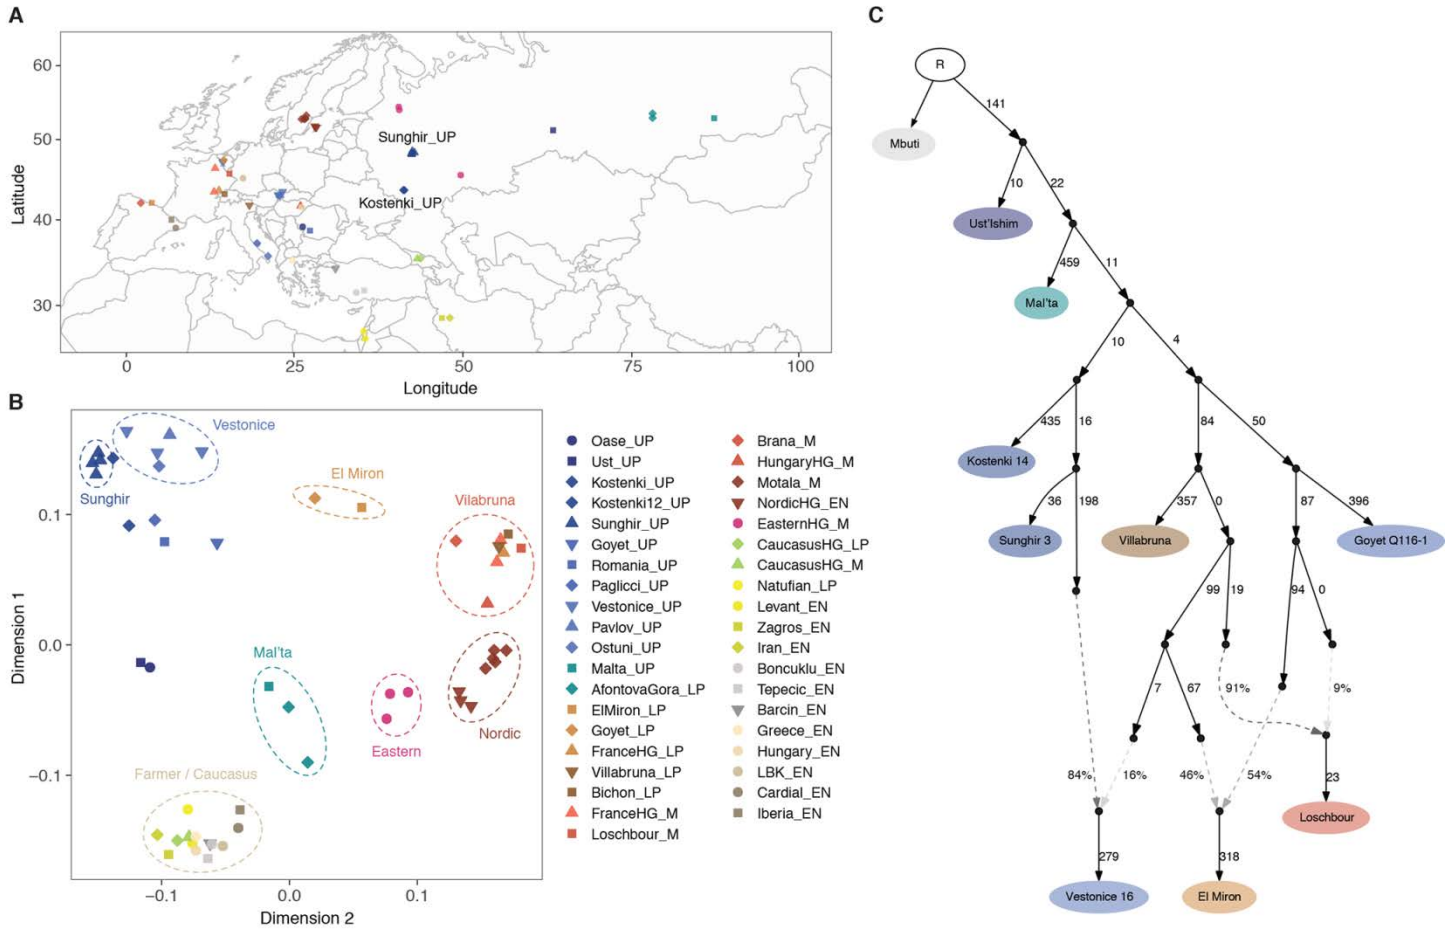 A
60
50
40
30
Latitude
Sunghir_UP
Kostenki_UP
0
25
50
75
100
Longitude
B
Vestonice
Sunghir
El Miron
Vilabruna
Mal'ta
Eastern
Nordic
Farmer / Caucasus
0.1
0.0
−0.1
Dimension 1
−0.1
0.0
0.1
Dimension 2
Oase_UP
Ust_UP
Kostenki_UP
Kostenki12_UP
Sunghir_UP
Goyet_UP
Romania_UP
Paglicci_UP
Vestonice_UP
Pavlov_UP
Ostuni_UP
Malta_UP
AfontovaGora_LP
ElMiron_LP
Goyet_LP
FranceHG_LP
Villabruna_LP
Bichon_LP
FranceHG_M
Loschbour_M
Brana_M
HungaryHG_M
Motala_M
NordicHG_EN
EasternHG_M
CaucasusHG_LP
CaucasusHG_M
Natufian_LP
Levant_EN
Zagros_EN
Iran_EN
Boncuklu_EN
Tepecic_EN
Barcin_EN
Greece_EN
Hungary_EN
LBK_EN
Cardial_EN
Iberia_EN
C
R
141
Mbuti
10
22
Ust'Ishim
459
11
Mal'ta
10
4
435
16
84
50
Kostenki 14
36
198
357
0
87
396
Sunghir 3
Villabruna
Goyet Q116-1
99
19
94
0
7
67
91%
9%
84%
16%
46%
54%
23
Loschbour
279
318
Vestonice 16
El Miron